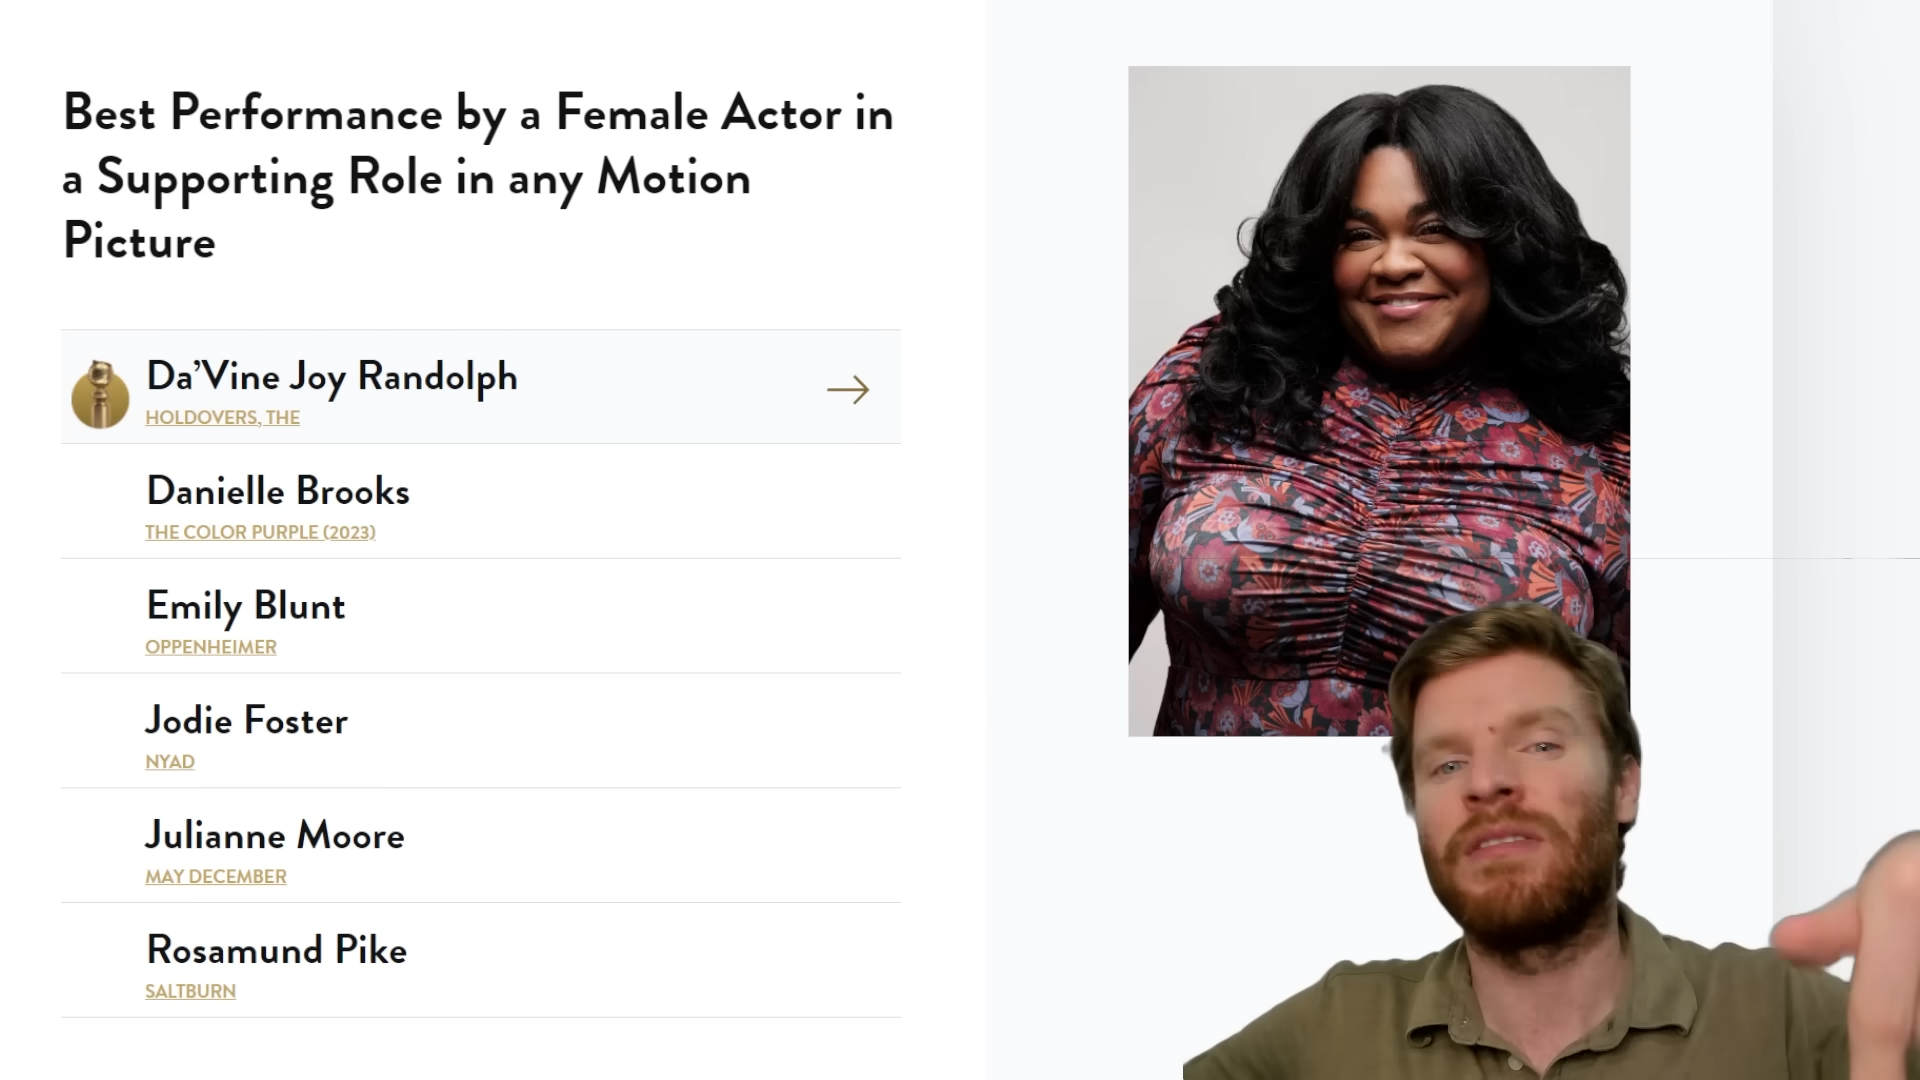 Best Performance by a Female Actor in
a Supporting Role in any Motion
Picture
Da’Vine Joy Randolph
HOLDOVERS, THE
Danielle Brooks
THE COLOR PURPLE (2023)
Emily Blunt
OPPENHEIMER
Jodie Foster
NYAD
Julianne Moore
MAY DECEMBER
Rosamund Pike
SALTBURN